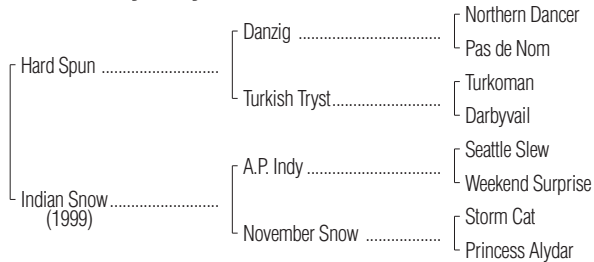 Northern Dancer
Danzig ..............................
Pas de Nom
Hard Spun .........................
Turkoman
Turkish Tryst.......................
Darbyvail
Seattle Slew
A.P. Indy ............................
Weekend Surprise
Indian Snow.......................
(1999)
Storm Cat
November Snow ................
Princess Alydar